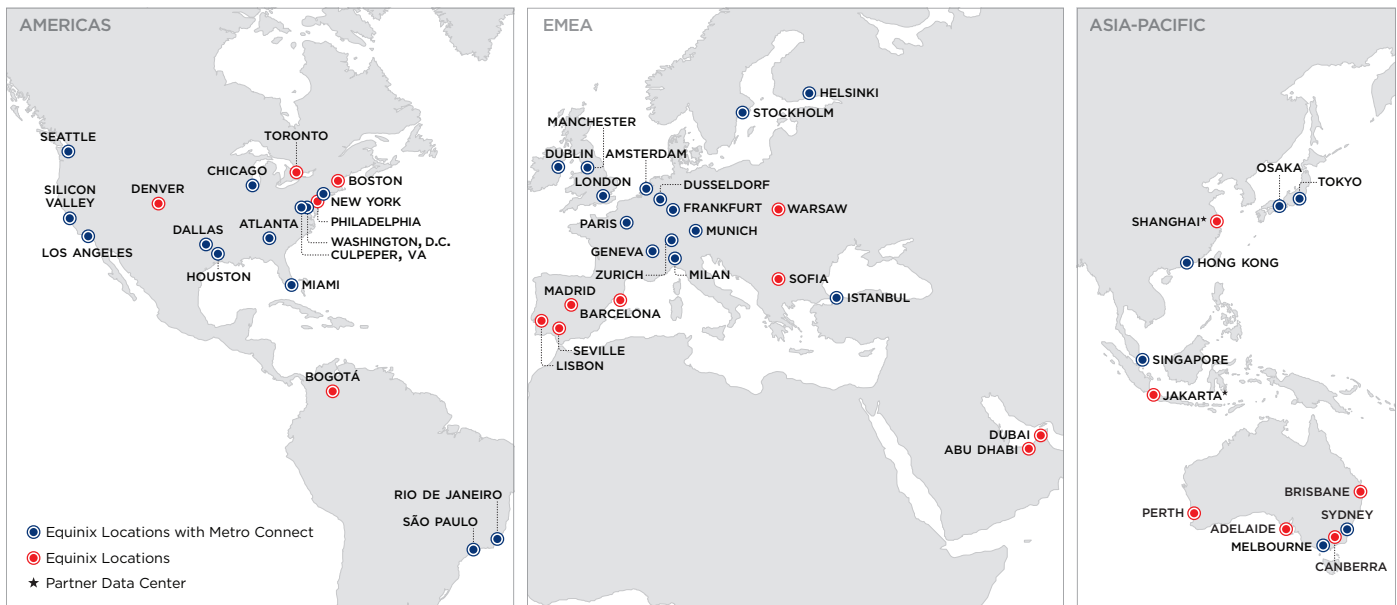 AMERICAS
SEATTLE
TORONTO
CHICAGO
BOSTON
SILICON
VALLEY
DENVER
NEW YORK
PHILADELPHIA
ATLANTA
DALLAS
WASHINGTON, D.C.
LOS ANGELES
CULPEPER, VA
HOUSTON
MIAMI
BOGOTÁ
RIO DE JANEIRO
SÃO PAULO
Equinix Locations with Metro Connect
Equinix Locations
★ Partner Data Center
EMEA
HELSINKI
STOCKHOLM
MANCHESTER
DUBLIN
AMSTERDAM
LONDON
DUSSELDORF
FRANKFURT
WARSAW
PARIS
MUNICH
GENEVA
ZURICH
MILAN
SOFIA
MADRID
ISTANBUL
BARCELONA
SEVILLE
LISBON
DUBAI
ABU DHABI
ASIA-PACIFIC
OSAKA
TOKYO
SHANGHAI★
HONG KONG
SINGAPORE
JAKARTA★
BRISBANE
PERTH
SYDNEY
ADELAIDE
MELBOURNE
CANBERRA